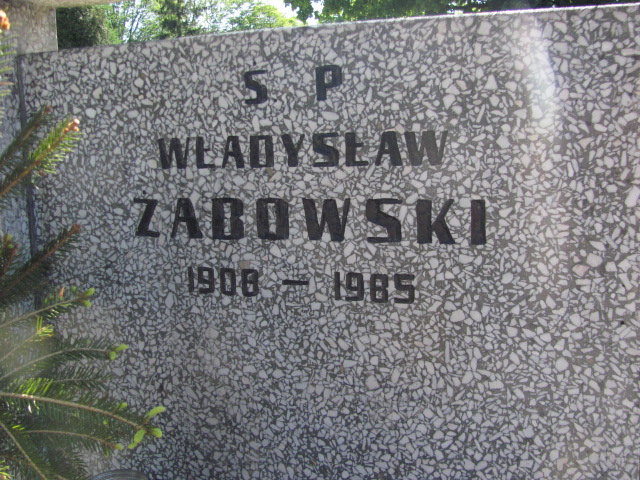 S P
WŁADYSŁAW
ZABOWSKI
1908 – 1985